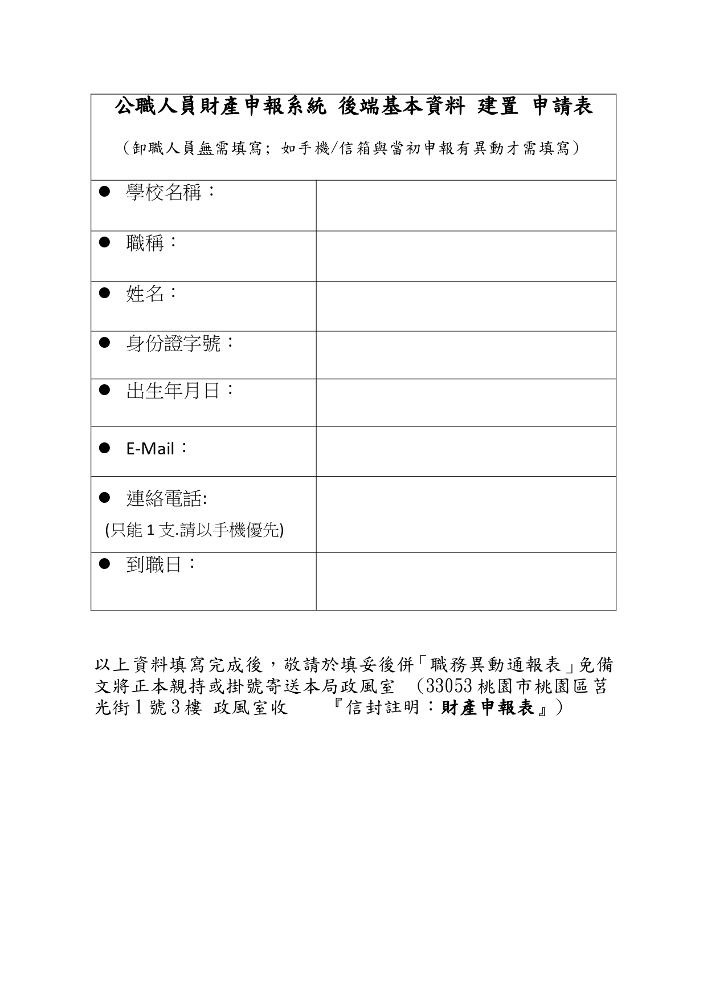 公職人員財產申報系統 後端基本資料 建置 申請表
（卸職人員無需填寫；如手機/信箱與當初申報有異動才需填寫）
● 學校名稱：
● 職稱：
● 姓名：
● 身份證字號：
● 出生年月日：
● E-Mail：
● 連絡電話:
(只能 1 支.請以手機優先)
● 到職日：
以上資料填寫完成後，敬請於填妥後併「職務異動通報表」免備
文將正本親持或掛號寄送本局政風室 （33053 桃園市桃園區莒
光街 1 號 3 樓 政風室收 『信封註明：財產申報表』）